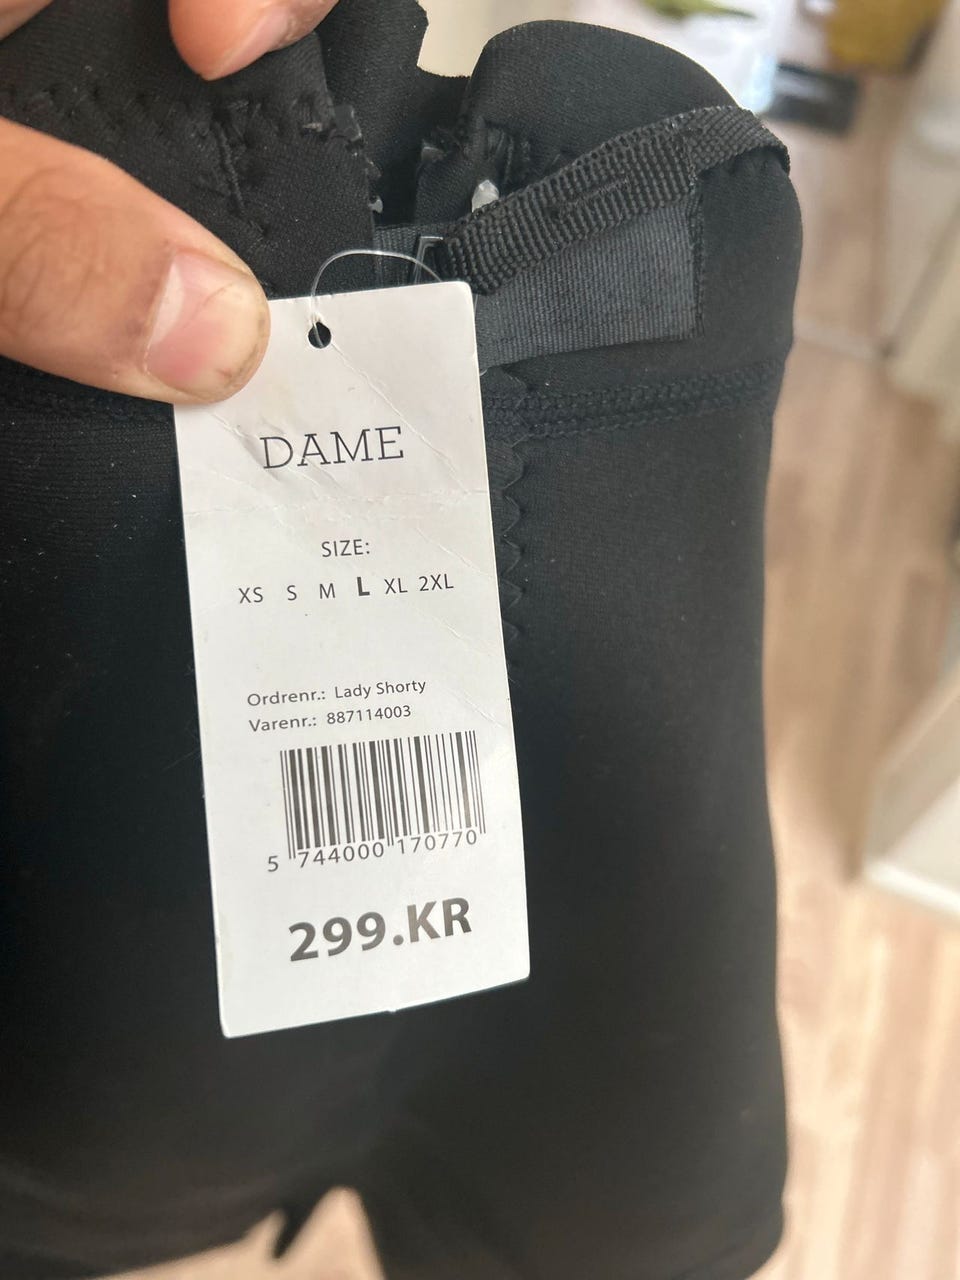 DAME
SIZE:
XS S M L XL 2XL
Ordrenr.: Lady Shorty
Varenr.: 887114003
5 744000 170770
299.KR